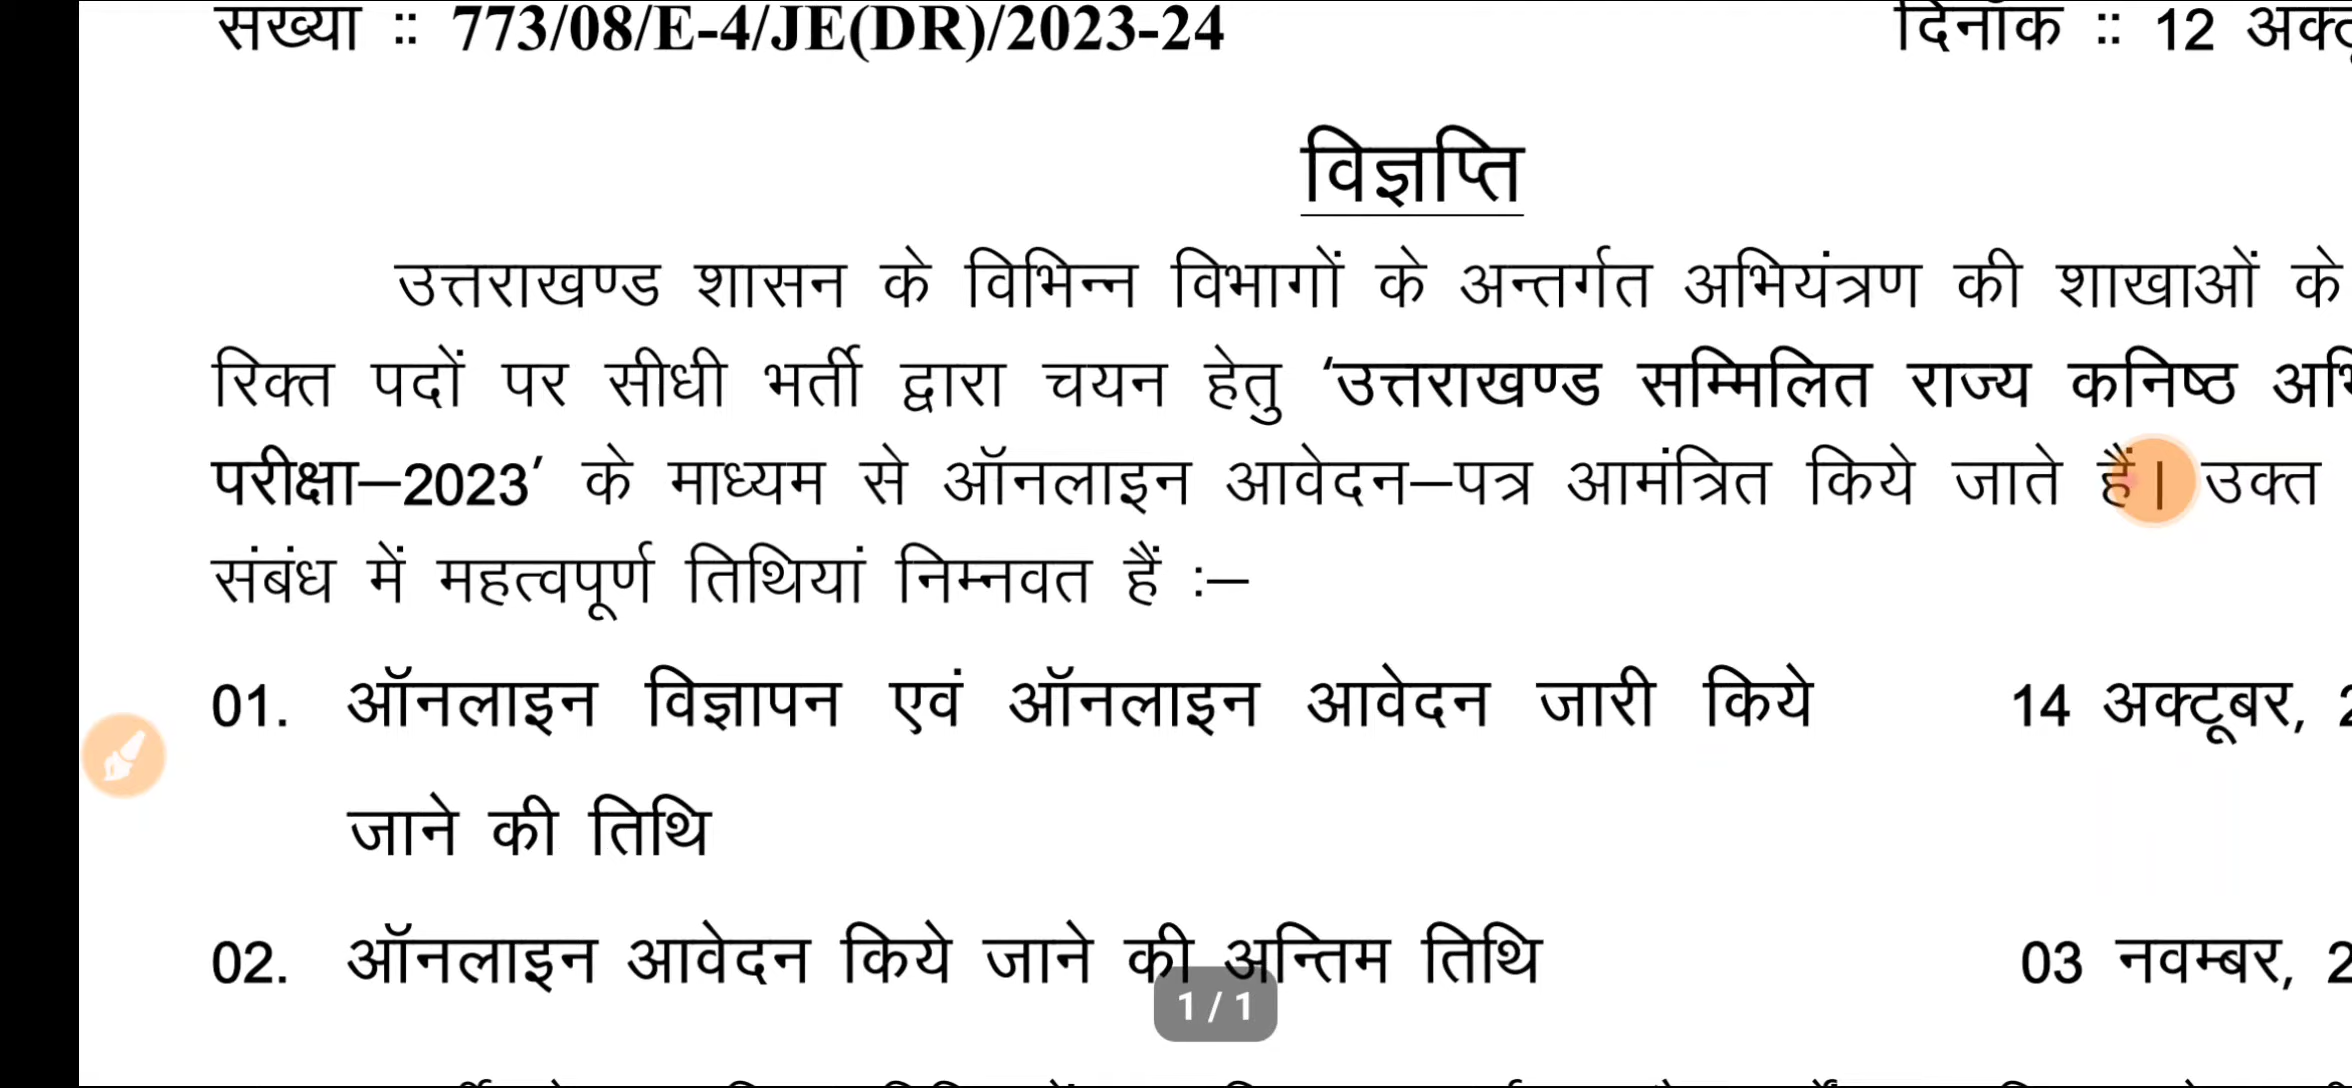 संख्या :: 773/08/E-4/JE(DR)/2023-24 दिनॉंक :: 12
विज्ञप्ति
उत्तराखण्ड शासन के विभिन्न विभागों के अन्तर्गत अभियंत्रण की शाखाओं के
रिक्त पदों पर सीधी भर्ती द्वारा चयन हेतु ‘उत्तराखण्ड सम्मिलित राज्य कनिष्ठ
परीक्षा–2023’ के माध्यम से ऑनलाइन आवेदन–पत्र आमंत्रित किये जाते हैं। उक्त
संबंध में महत्वपूर्ण तिथियां निम्नवत हैं :–
01. ऑनलाइन विज्ञापन एवं ऑनलाइन आवेदन जारी किये 14 अक्टूबर,
जाने की तिथि
02. ऑनलाइन आवेदन किये जाने की अन्तिम तिथि 03 नवम्बर,
1 / 1